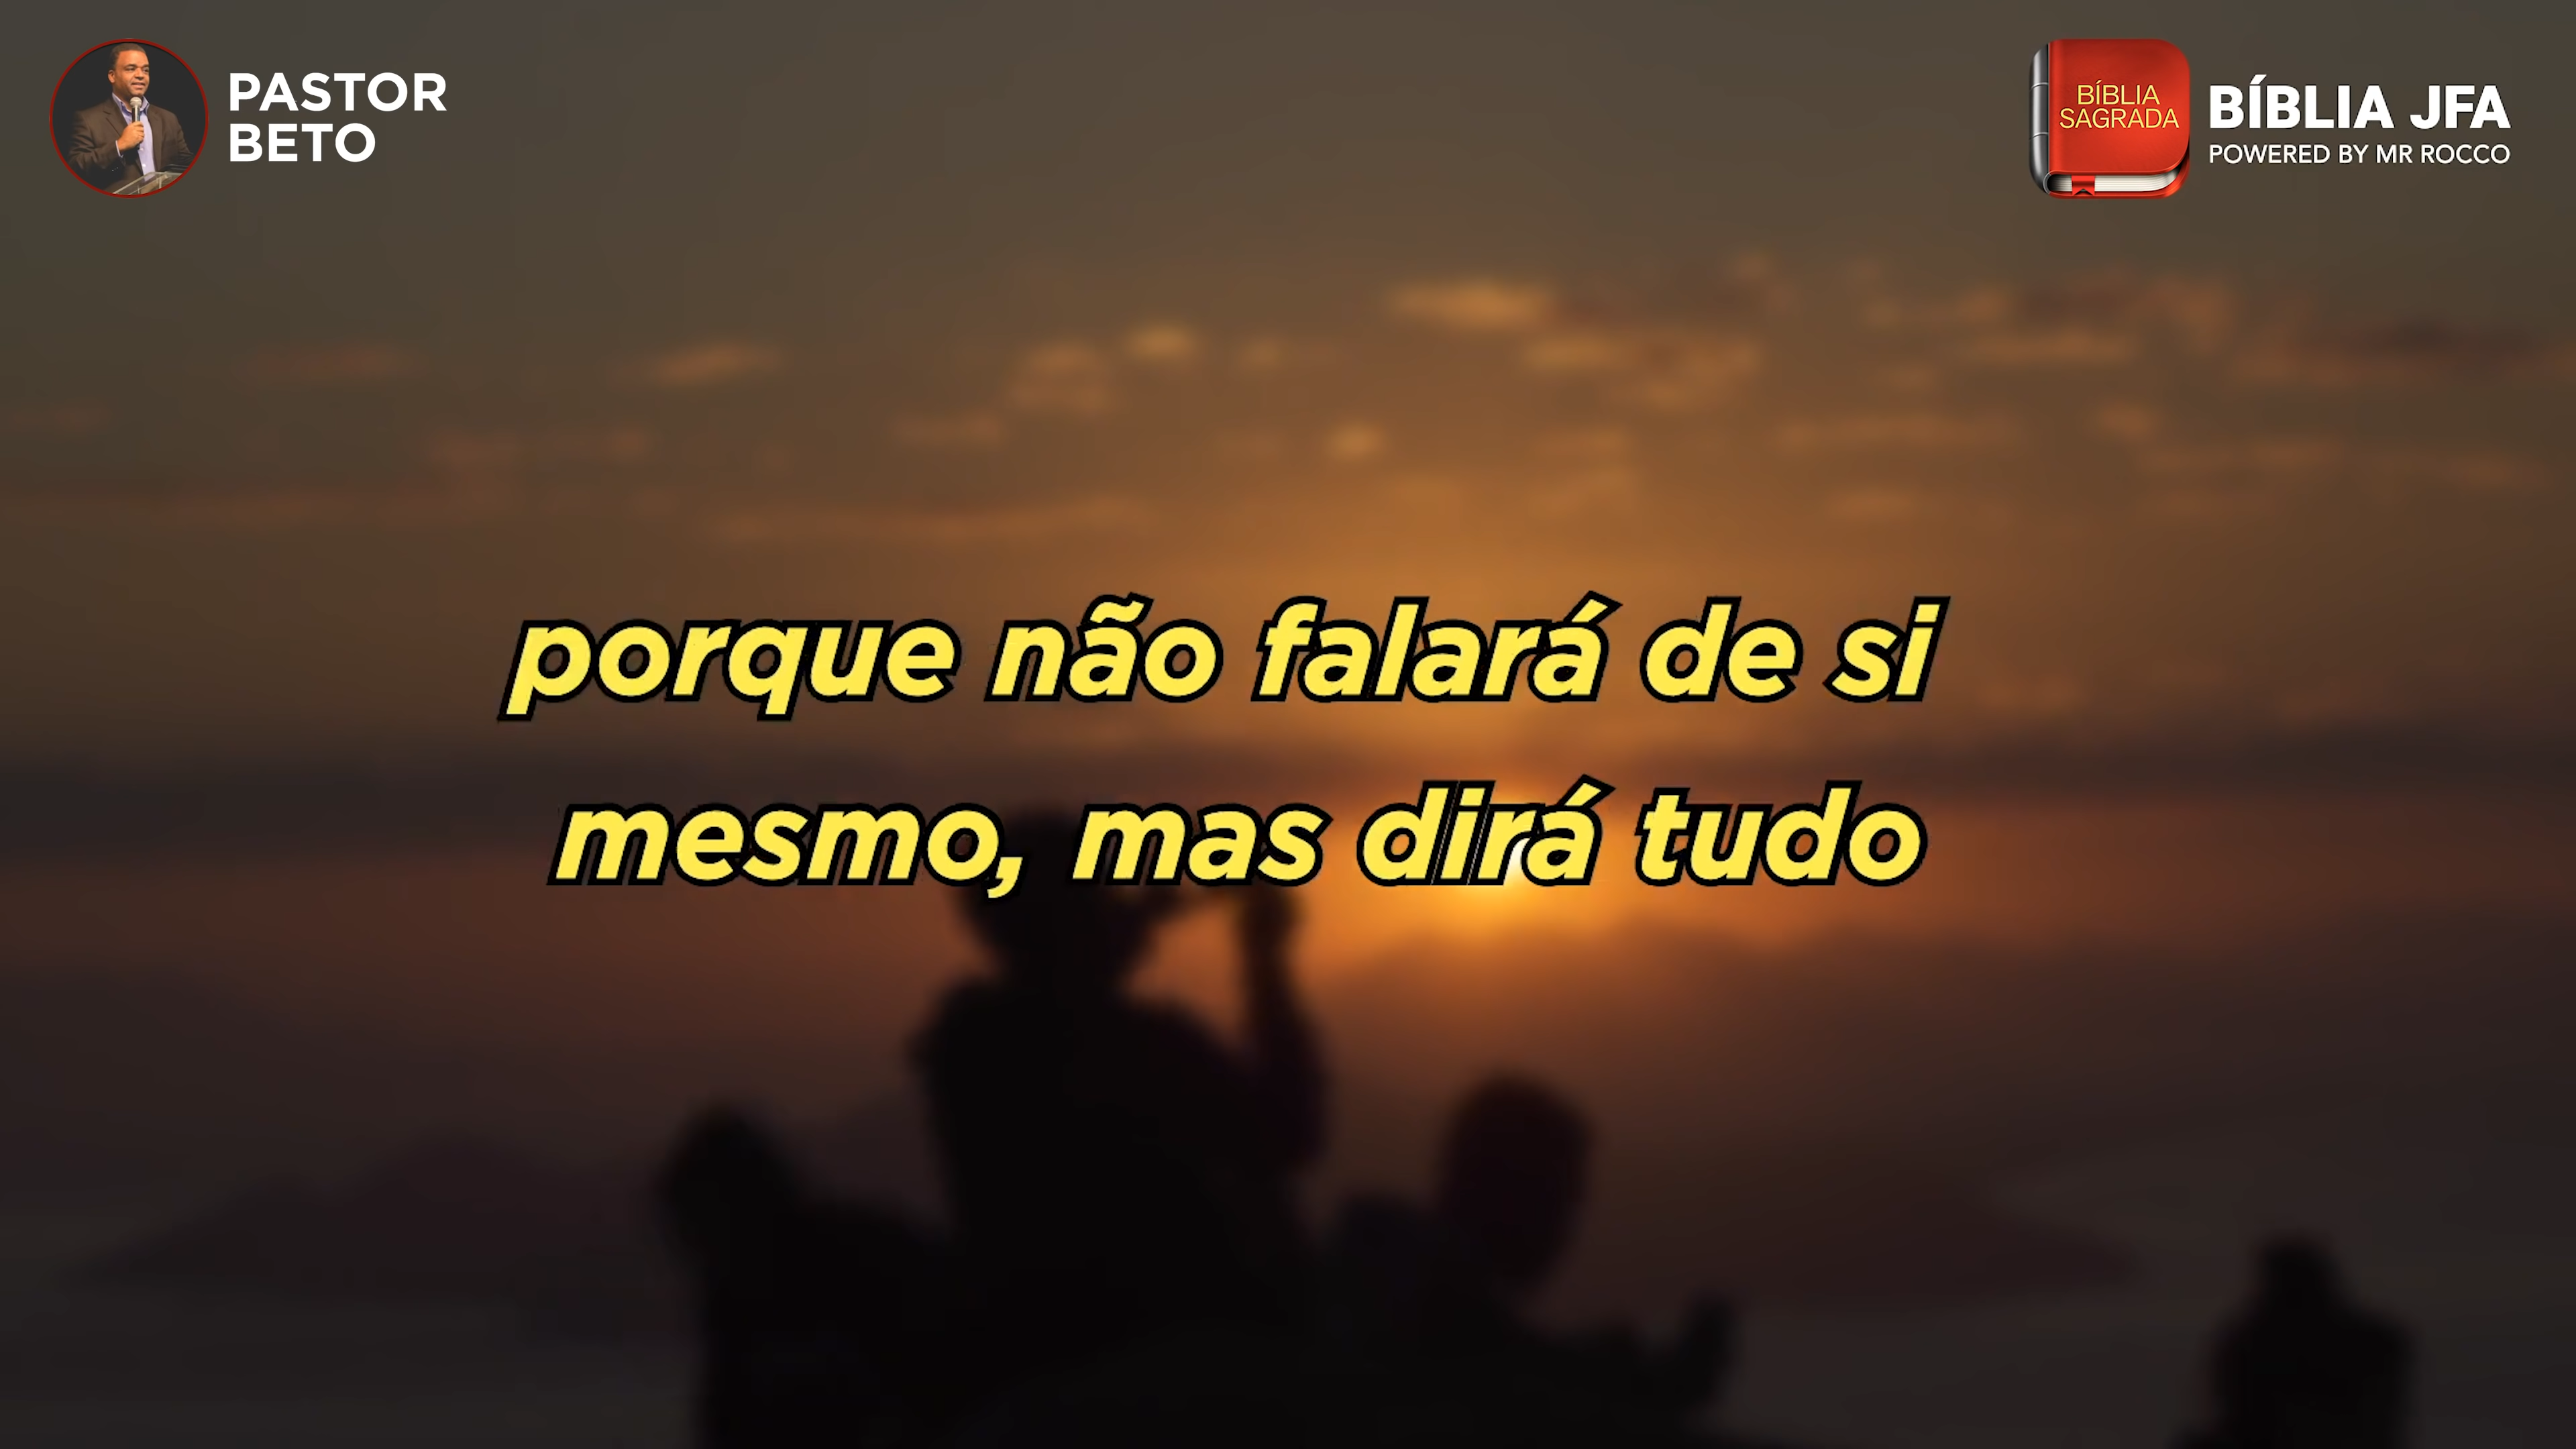 PASTOR
BETO
BÍBLIA
SAGRADA
BÍBLIA JFA
POWERED BY MR ROCCO
porque não falará de si
mesmo, mas dirá tudo